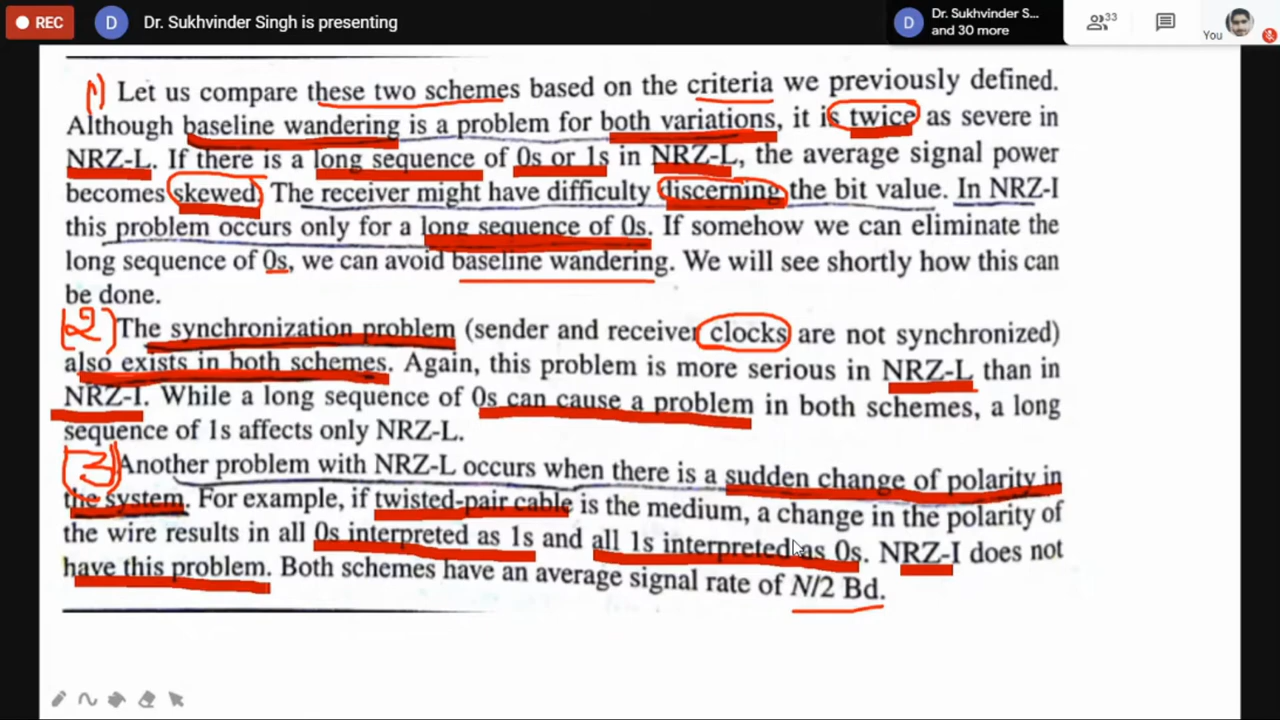 REC
D
Dr. Sukhvinder Singh is presenting
D
Dr. Sukhvinder S...
and 30 more
33
You
1)
Let us compare these two schemes based on the criteria we previously defined.
Although baseline wandering is a problem for both variations, it is twice as severe in
NRZ-L. If there is a long sequence of 0s or 1s in NRZ-L, the average signal power
becomes skewed. The receiver might have difficulty discerning the bit value. In NRZ-I
this problem occurs only for a long sequence of 0s. If somehow we can eliminate the
long sequence of 0s, we can avoid baseline wandering. We will see shortly how this can
be done.
(2)
The synchronization problem (sender and receiver clocks are not synchronized)
also exists in both schemes. Again, this problem is more serious in NRZ-L than in
NRZ-I. While a long sequence of 0s can cause a problem in both schemes, a long
sequence of 1s affects only NRZ-L.
3
Another problem with NRZ-L occurs when there is a sudden change of polarity in
the system. For example, if twisted-pair cable is the medium, a change in the polarity of
the wire results in all 0s interpreted as 1s and all 1s interpreted as 0s. NRZ-I does not
have this problem. Both schemes have an average signal rate of N/2 Bd.